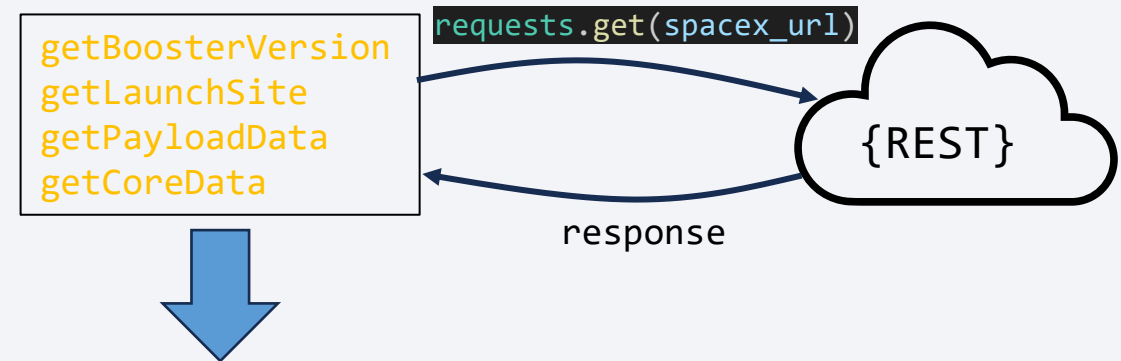 requests.get(spacex_url)
getBoosterVersion
getLaunchSite
getPayloadData
getCoreData
{REST}
response